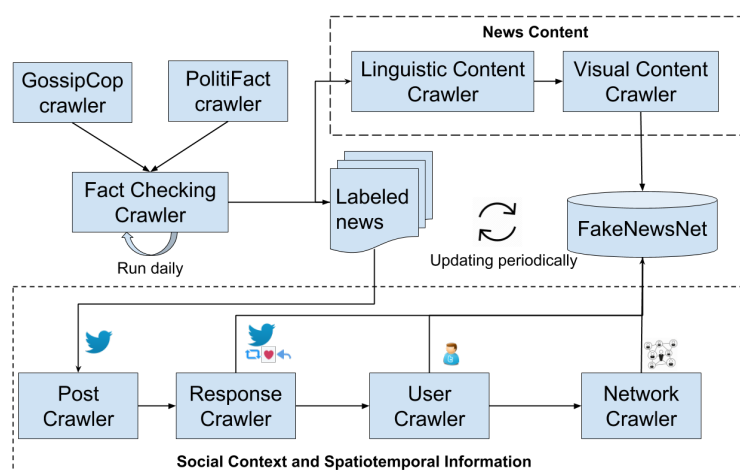 News Content
GossipCop
crawler
PolitiFact
crawler
Linguistic Content
Crawler
Visual Content
Crawler
Fact Checking
Crawler
Labeled
news
FakeNewsNet
Run daily
Updating periodically
Post
Crawler
Response
Crawler
User
Crawler
Network
Crawler
Social Context and Spatiotemporal Information